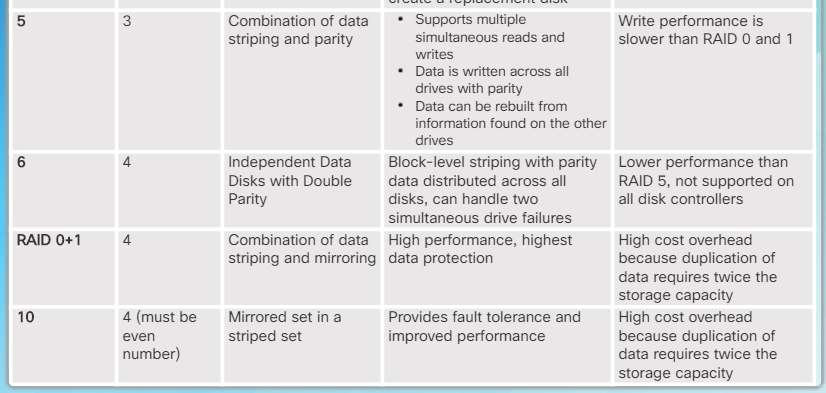 create a replacement disk
5
3
Combination of data
striping and parity
• Supports multiple
simultaneous reads and
writes
• Data is written across all
drives with parity
• Data can be rebuilt from
information found on the other
drives
Write performance is
slower than RAID 0 and 1
6
4
Independent Data
Disks with Double
Parity
Block-level striping with parity
data distributed across all
disks, can handle two
simultaneous drive failures
Lower performance than
RAID 5, not supported on
all disk controllers
RAID 0+1
4
Combination of data
striping and mirroring
High performance, highest
data protection
High cost overhead
because duplication of
data requires twice the
storage capacity
10
4 (must be
even
number)
Mirrored set in a
striped set
Provides fault tolerance and
improved performance
High cost overhead
because duplication of
data requires twice the
storage capacity